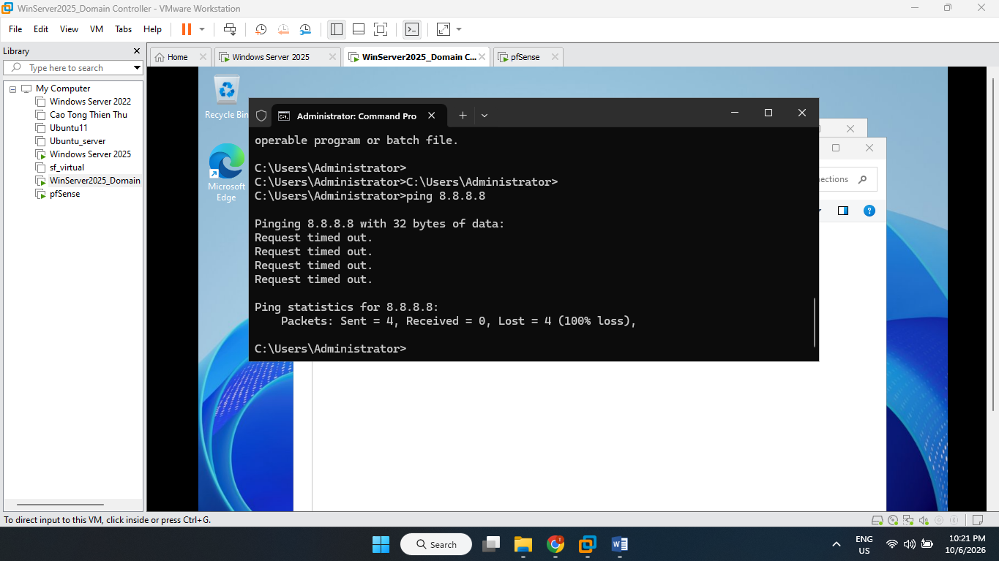 WinServer2025_Domain Controller - VMware Workstation
File Edit View VM Tabs Help
Library
Type here to search
My Computer
Windows Server 2022
Cao Tong Thien Thu
Ubuntu11
Ubuntu_server
Windows Server 2025
sf_virtual
WinServer2025_Domain
pfSense
Home
Windows Server 2025
WinServer2025_Domain C...
pfSense
Recycle Bin
Microsoft
Edge
Administrator: Command Pro
operable program or batch file.
C:\Users\Administrator>
C:\Users\Administrator>C:\Users\Administrator>
C:\Users\Administrator>ping 8.8.8.8
Pinging 8.8.8.8 with 32 bytes of data:
Request timed out.
Request timed out.
Request timed out.
Request timed out.
Ping statistics for 8.8.8.8:
Packets: Sent = 4, Received = 0, Lost = 4 (100% loss),
C:\Users\Administrator>
ections
To direct input to this VM, click inside or press Ctrl+G.
Search
ENG
US
10:21 PM
10/6/2026